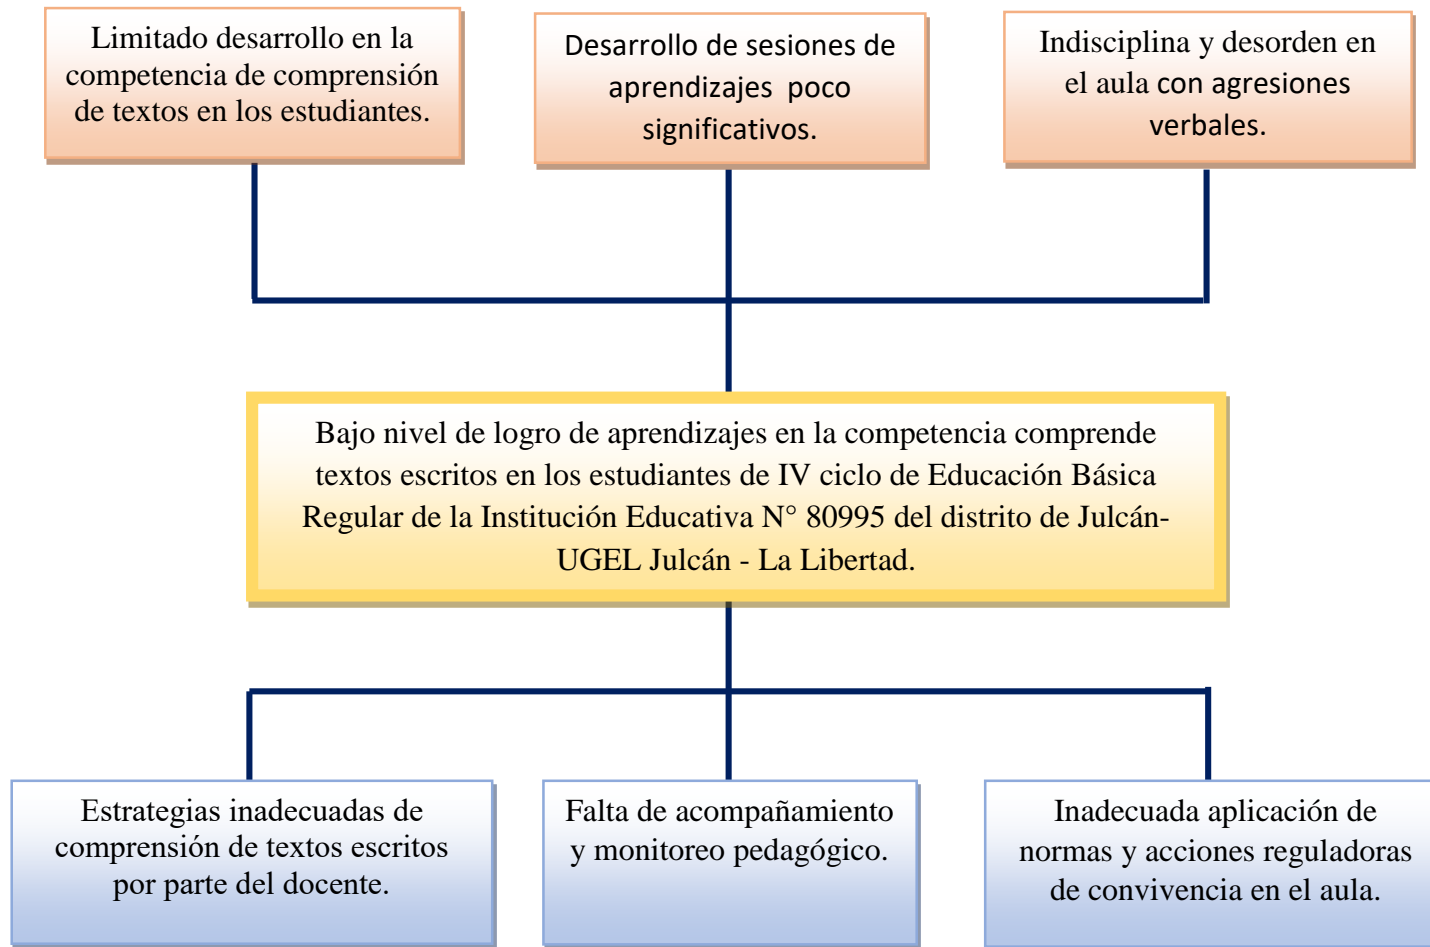 Limitado desarrollo en la
competencia de comprensión
de textos en los estudiantes.
Desarrollo de sesiones de
aprendizajes poco
significativos.
Indisciplina y desorden en
el aula con agresiones
verbales.
Bajo nivel de logro de aprendizajes en la competencia comprende
textos escritos en los estudiantes de IV ciclo de Educación Básica
Regular de la Institución Educativa N° 80995 del distrito de Julcán-
UGEL Julcán - La Libertad.
Estrategias inadecuadas de
comprensión de textos escritos
por parte del docente.
Falta de acompañamiento
y monitoreo pedagógico.
Inadecuada aplicación de
normas y acciones reguladoras
de convivencia en el aula.